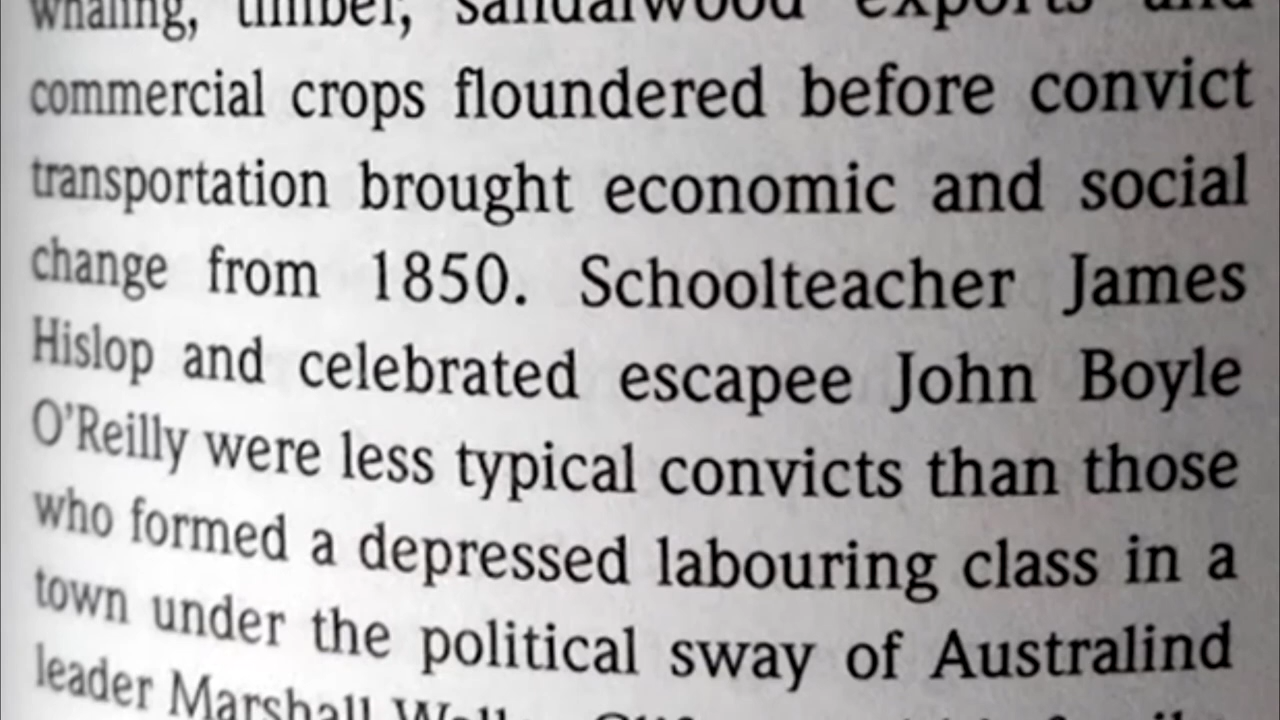 whaling, timber, sandalwood exports and
commercial crops floundered before convict
transportation brought economic and social
change from 1850. Schoolteacher James
Hislop and celebrated escapee John Boyle
O'Reilly were less typical convicts than those
who formed a depressed labouring class in a
town under the political sway of Australind
leader Marshall